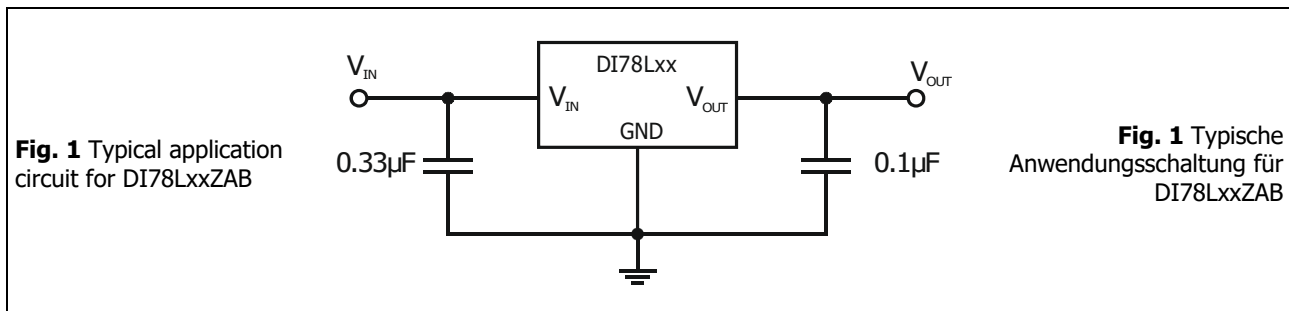 Fig. 1 Typical application
circuit for DI78LxxZAB
V_IN
DI78Lxx
V_IN
V_OUT
GND
V_OUT
0.33µF
0.1µF
Fig. 1 Typische
Anwendungsschaltung für
DI78LxxZAB